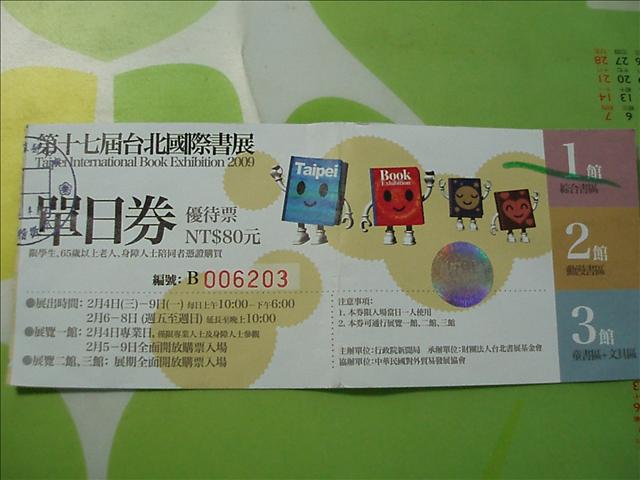 第十七屆台北國際書展
Taipei International Book Exhibition 2009
單日券 優待票
NT$80元
限學生、65歲以上老人、身障人士陪同者憑證購買
編號: B 006203
●展出時間: 2月4日(三)－9日(一) 每日上午10:00－下午6:00
2月6－8日 (週五至週日) 延長至晚上10:00
●展覽一館: 2月4日專業日, 僅限專業人士及身障人士參觀
2月5－9日全面開放購票入場
●展覽二館、三館: 展期全面開放購票入場
Taipei
Book
Exhibition
注意事項:
1. 本券限入場當日一人使用
2. 本券可通行展覽一館、二館、三館
主辦單位: 行政院新聞局 承辦單位: 財團法人台北書展基金會
協辦單位: 中華民國對外貿易發展協會
1館
綜合書區
2館
動漫書區
3館
童書區+文具區
28 27
21 20
14 13
7 6